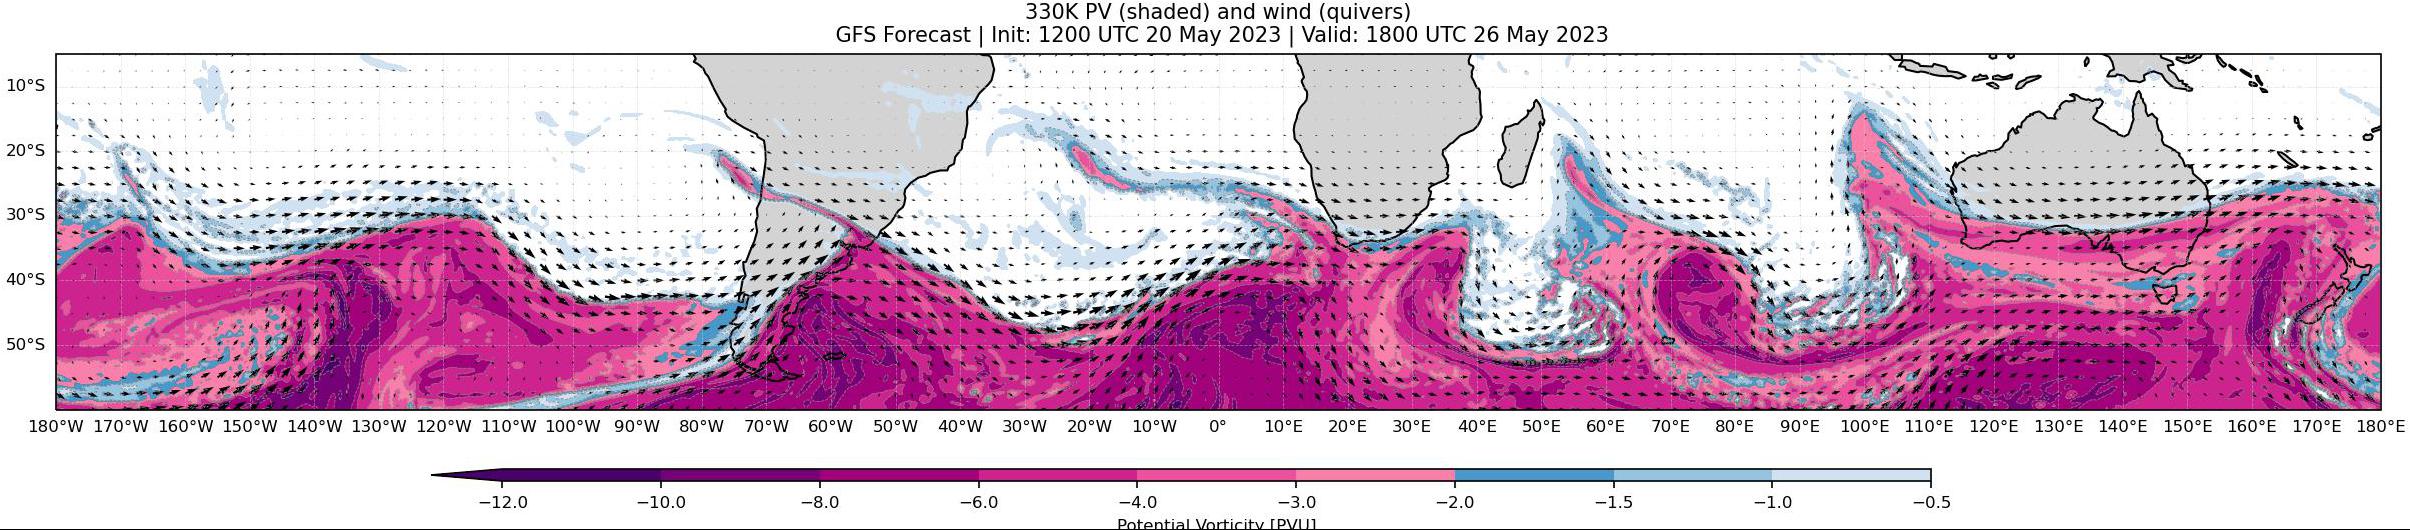 330K PV (shaded) and wind (quivers)
GFS Forecast | Init: 1200 UTC 20 May 2023 | Valid: 1800 UTC 26 May 2023
10°S
20°S
30°S
40°S
50°S
180°W 170°W 160°W 150°W 140°W 130°W 120°W 110°W 100°W 90°W 80°W 70°W 60°W 50°W 40°W 30°W 20°W 10°W 0° 10°E 20°E 30°E 40°E 50°E 60°E 70°E 80°E 90°E 100°E 110°E 120°E 130°E 140°E 150°E 160°E 170°E 180°E
−12.0 −10.0 −8.0 −6.0 −4.0 −3.0 −2.0 −1.5 −1.0 −0.5
Potential Vorticity [PVU]